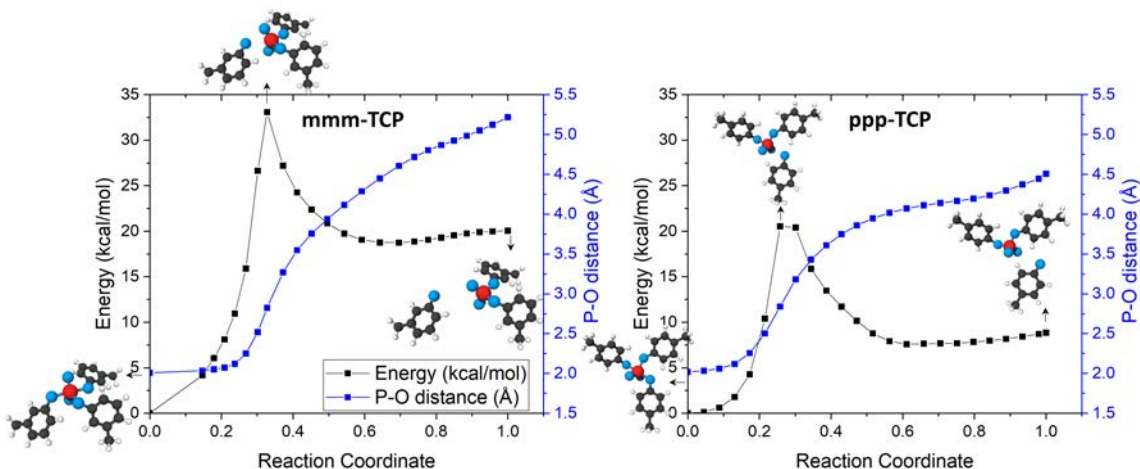 mmm-TCP
35
30
25
20
15
10
5
0
Energy (kcal/mol)
5.5
5.0
4.5
4.0
3.5
3.0
2.5
2.0
1.5
P-O distance (Å)
Energy (kcal/mol)
P-O distance (Å)
0.0 0.2 0.4 0.6 0.8 1.0
Reaction Coordinate
ppp-TCP
35
30
25
20
15
10
5
0
Energy (kcal/mol)
5.5
5.0
4.5
4.0
3.5
3.0
2.5
2.0
1.5
P-O distance (Å)
0.0 0.2 0.4 0.6 0.8 1.0
Reaction Coordinate